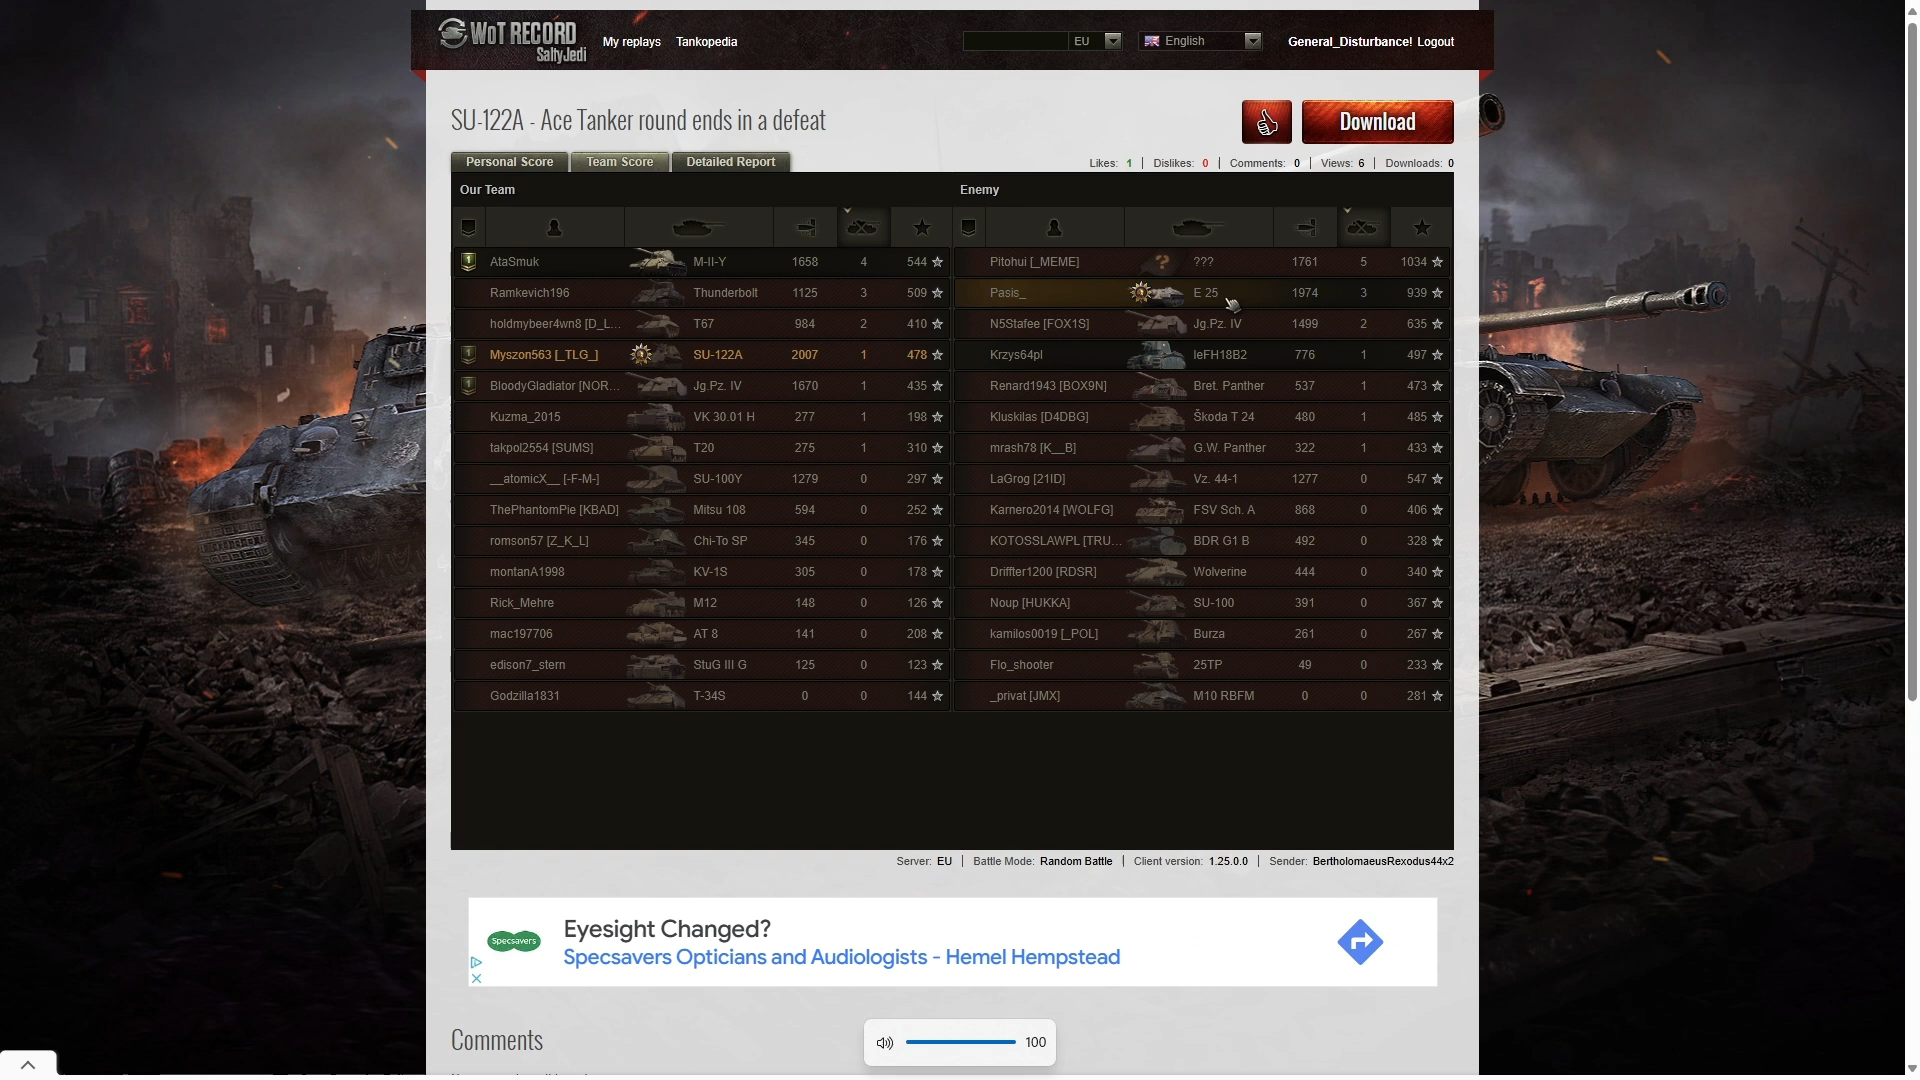 WoT RECORD
SaltyJedi
My replays Tankopedia
EU
English
General_Disturbance! Logout
SU-122A - Ace Tanker round ends in a defeat
Download
Personal Score Team Score Detailed Report
Likes: 1 | Dislikes: 0 | Comments: 0 | Views: 6 | Downloads: 0
Our Team Enemy
1 AtaSmuk M-II-Y 1658 4 544 Pitohui [_MEME] ? ??? 1761 5 1034
Ramkevich196 Thunderbolt 1125 3 509 Pasis_ E 25 1974 3 939
holdmybeer4wn8 [D_L... T67 984 2 410 N5Stafee [FOX1S] Jg.Pz. IV 1499 2 635
1 Myszon563 [_TLG_] SU-122A 2007 1 478 Krzys64pl leFH18B2 776 1 497
1 BloodyGladiator [NOR... Jg.Pz. IV 1670 1 435 Renard1943 [BOX9N] Bret. Panther 537 1 473
Kuzma_2015 VK 30.01 H 277 1 198 Kluskilas [D4DBG] Škoda T 24 480 1 485
takpol2554 [SUMS] T20 275 1 310 mrash78 [K__B] G.W. Panther 322 1 433
__atomicX__ [-F-M-] SU-100Y 1279 0 297 LaGrog [21ID] Vz. 44-1 1277 0 547
ThePhantomPie [KBAD] Mitsu 108 594 0 252 Karnero2014 [WOLFG] FSV Sch. A 868 0 406
romson57 [Z_K_L] Chi-To SP 345 0 176 KOTOSSLAWPL [TRU... BDR G1 B 492 0 328
montanA1998 KV-1S 305 0 178 Driffter1200 [RDSR] Wolverine 444 0 340
Rick_Mehre M12 148 0 126 Noup [HUKKA] SU-100 391 0 367
mac197706 AT 8 141 0 208 kamilos0019 [_POL] Burza 261 0 267
edison7_stern StuG III G 125 0 123 Flo_shooter 25TP 49 0 233
Godzilla1831 T-34S 0 0 144 _privat [JMX] M10 RBFM 0 0 281
Server: EU | Battle Mode: Random Battle | Client version: 1.25.0.0 | Sender: BertholomaeusRexodus44x2
Specsavers
Eyesight Changed?
Specsavers Opticians and Audiologists - Hemel Hempstead
Comments
100